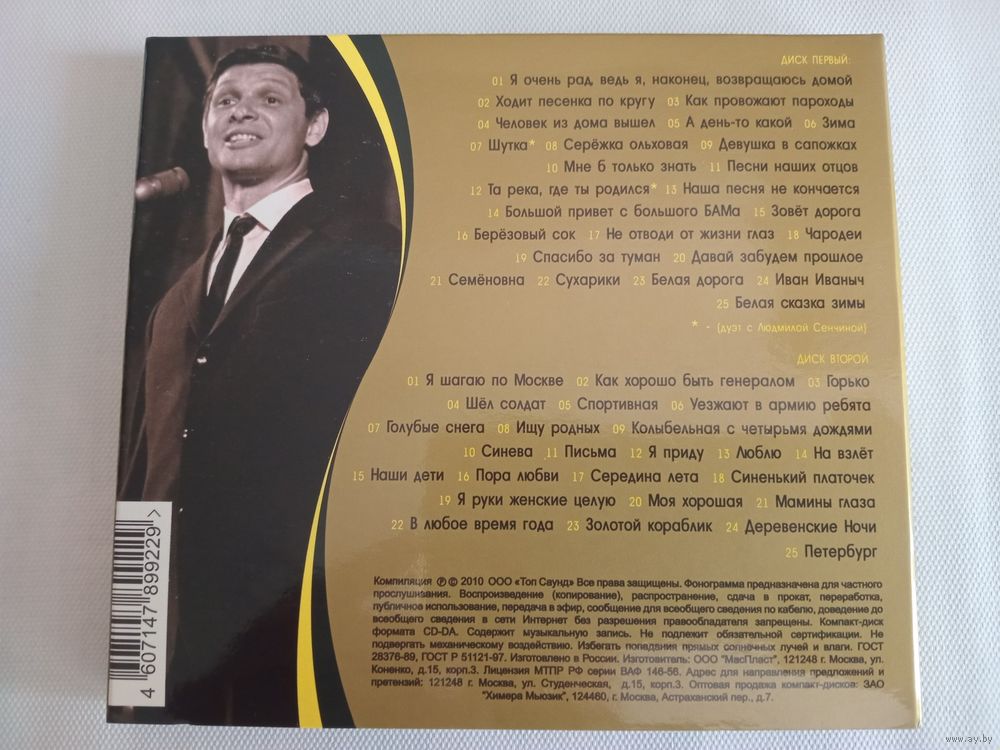 ДИСК ПЕРВЫЙ:
01 Я очень рад, ведь я, наконец, возвращаюсь домой
02 Ходит песенка по кругу 03 Как провожают пароходы
04 Человек из дома вышел 05 А день-то какой 06 Зима
07 Шутка* 08 Серёжка ольховая 09 Девушка в сапожках
10 Мне б только знать 11 Песни наших отцов
12 Та река, где ты родился* 13 Наша песня не кончается
14 Большой привет с большого БАМа 15 Зовёт дорога
16 Берёзовый сок 17 Не отводи от жизни глаз 18 Чародеи
19 Спасибо за туман 20 Давай забудем прошлое
21 Семёновна 22 Сухарики 23 Белая дорога 24 Иван Иваныч
25 Белая сказка зимы
* - (дуэт с Людмилой Сенчиной)
ДИСК ВТОРОЙ
01 Я шагаю по Москве 02 Как хорошо быть генералом 03 Горько
04 Шёл солдат 05 Спортивная 06 Уезжают в армию ребята
07 Голубые снега 08 Ищу родных 09 Колыбельная с четырьмя дождями
10 Синева 11 Письма 12 Я приду 13 Люблю 14 На взлёт
15 Наши дети 16 Пора любви 17 Середина лета 18 Синенький платочек
19 Я руки женские целую 20 Моя хорошая 21 Мамины глаза
22 В любое время года 23 Золотой кораблик 24 Деревенские Ночи
25 Петербург
Компиляция ℗ © 2010 ООО «Топ Саунд» Все права защищены. Фонограмма предназначена для частного
прослушивания. Воспроизведение (копирование), распространение, сдача в прокат, переработка,
публичное использование, передача в эфир, сообщение для всеобщего сведения по кабелю, доведение до
всеобщего сведения в сети Интернет без разрешения правообладателя запрещены. Компакт-диск
формата CD-DA. Содержит музыкальную запись. Не подлежит обязательной сертификации. Не
подвергать механическому воздействию. Избегать попадания прямых солнечных лучей и влаги. ГОСТ
28376-89, ГОСТ Р 51121-97. Изготовлено в России. Изготовитель: ООО "МасПласт", 121248 г. Москва, ул.
Коненко, д.15, корп.3. Лицензия МТПР РФ серии ВАФ 146-56. Адрес для направления предложений и
претензий: 121248 г. Москва, ул. Студенческая, д.15, корп.3. Оптовая продажа компакт-дисков: ЗАО
"Химера Мьюзик", 124460, г. Москва, Астраханский пер., д.7.
4 607147 899229 >
www.ay.by